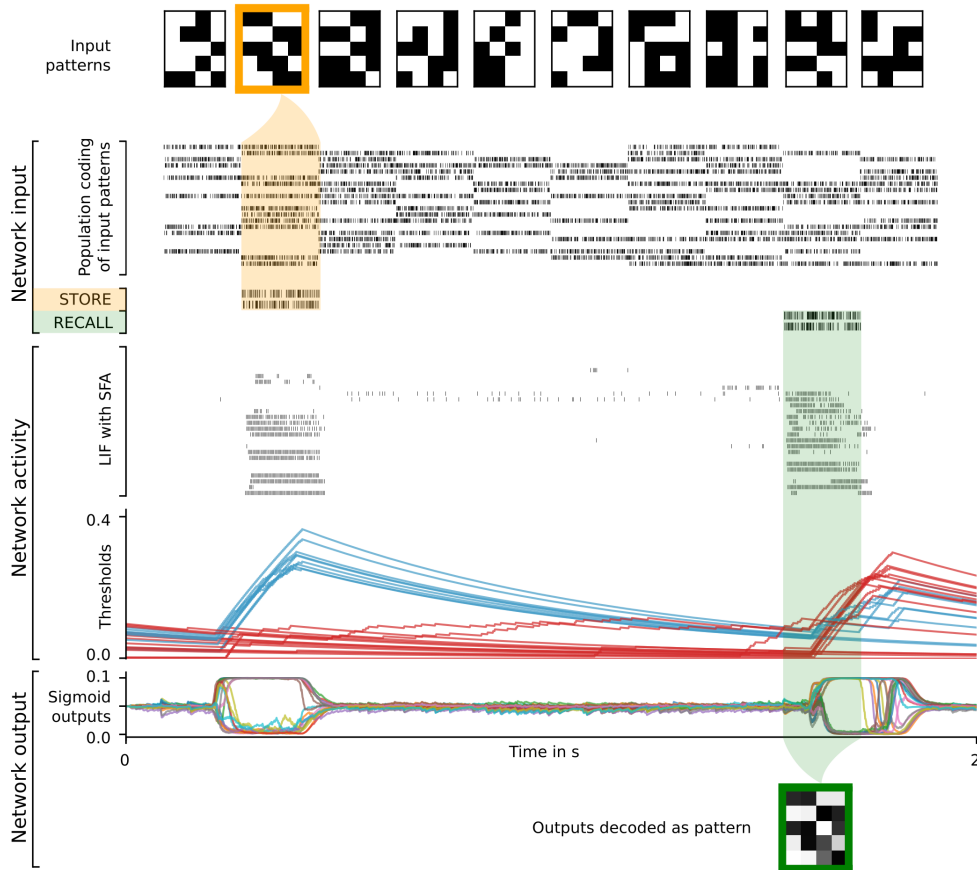 Input
patterns
Network input
Population coding
of input patterns
STORE
RECALL
Network activity
LIF with SFA
0.4
Thresholds
0.0
Network output
0.1
Sigmoid
outputs
0.0
0
Time in s
2
Outputs decoded as pattern